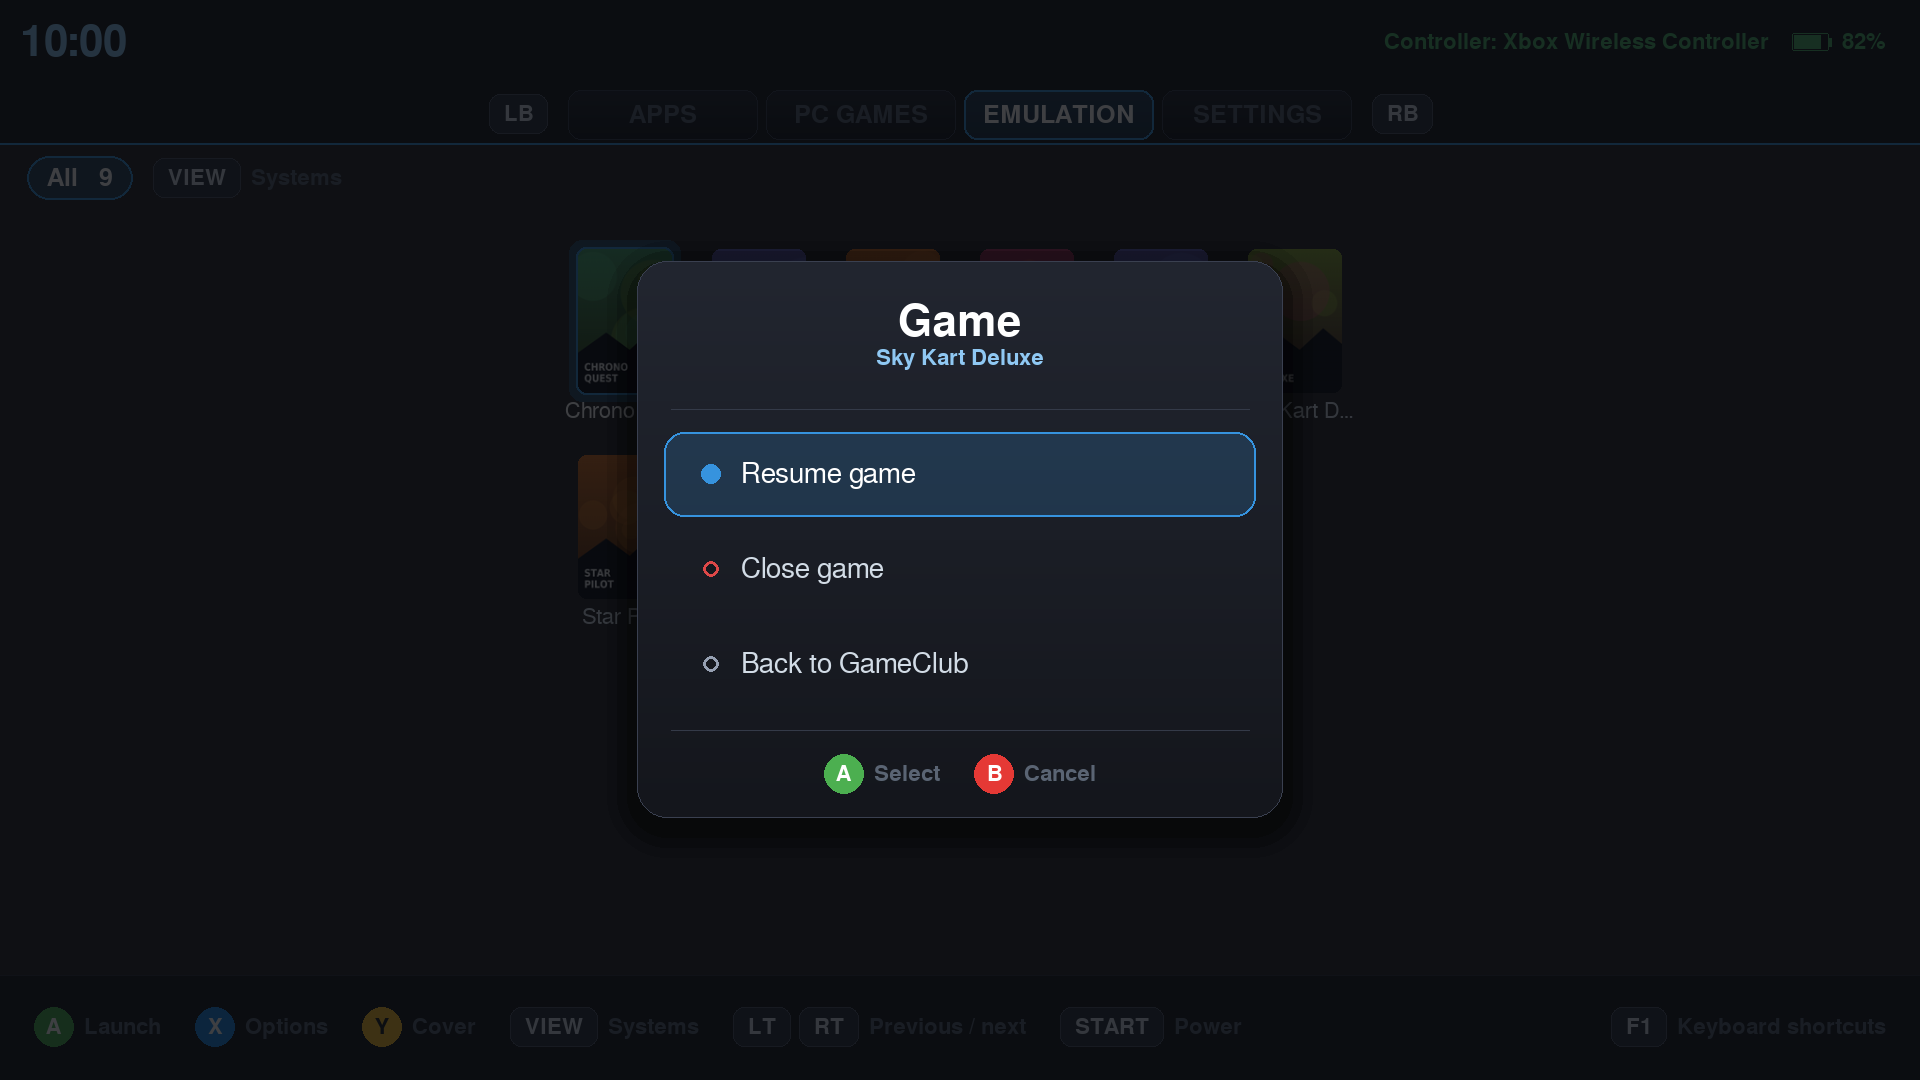 10:00
Controller: Xbox Wireless Controller 82%
LB APPS PC GAMES EMULATION SETTINGS RB
All 9 VIEW Systems
Game
Sky Kart Deluxe
CHRONO
QUEST
Chrono
Kart D...
Resume game
STAR
PILOT
Star
Close game
Back to GameClub
A Select B Cancel
A Launch X Options Y Cover VIEW Systems LT RT Previous / next START Power F1 Keyboard shortcuts